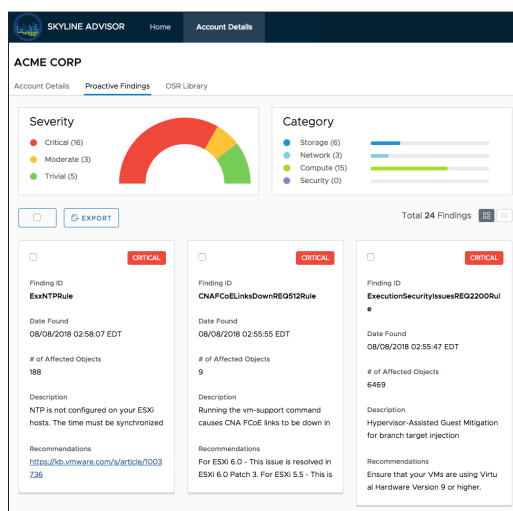 SKYLINE ADVISOR Home Account Details
ACME CORP
Account Details Proactive Findings OSR Library
Severity
Critical (16)
Moderate (3)
Trivial (5)
Category
Storage (6)
Network (3)
Compute (15)
Security (0)
EXPORT
Total 24 Findings
CRITICAL
Finding ID
EsxNTPRule
Date Found
08/08/2018 02:58:07 EDT
# of Affected Objects
188
Description
NTP is not configured on your ESXi
hosts. The time must be synchronized
Recommendations
https://kb.vmware.com/s/article/1003
736
CRITICAL
Finding ID
CNAFCoELinksDownREQ512Rule
Date Found
08/08/2018 02:55:55 EDT
# of Affected Objects
9
Description
Running the vm-support command
causes CNA FCoE links to be down in
Recommendations
For ESXi 6.0 - This issue is resolved in
ESXi 6.0 Patch 3. For ESXi 5.5 - This is
CRITICAL
Finding ID
ExecutionSecurityIssuesREQ2200Rul
e
Date Found
08/08/2018 02:55:47 EDT
# of Affected Objects
6469
Description
Hypervisor-Assisted Guest Mitigation
for branch target injection
Recommendations
Ensure that your VMs are using Virtu
al Hardware Version 9 or higher.